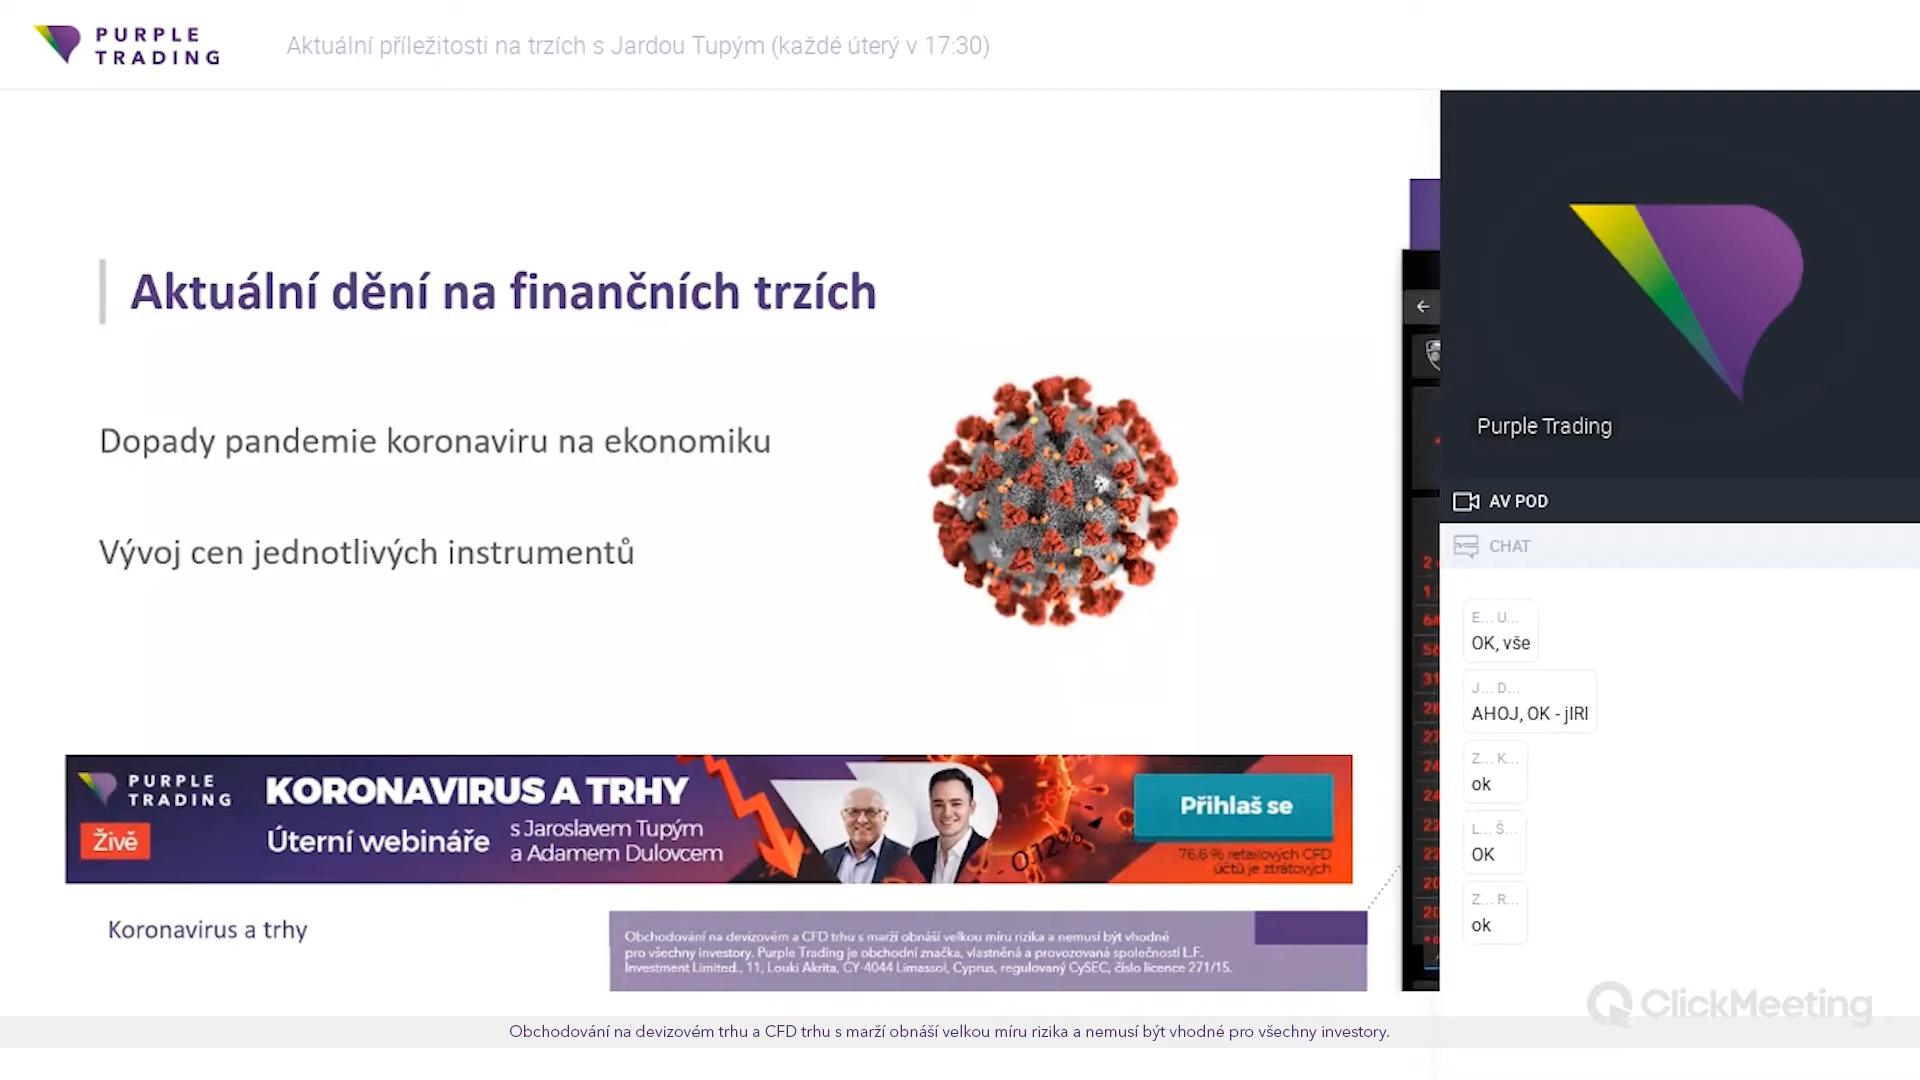 PURPLE
TRADING
Aktuální příležitosti na trzích s Jardou Tupým (každé úterý v 17:30)
Aktuální dění na finančních trzích
Dopady pandemie koronaviru na ekonomiku
Vývoj cen jednotlivých instrumentů
PURPLE
TRADING
Živě
KORONAVIRUS A TRHY
Úterní webináře
s Jaroslavem Tupým
a Adamem Dulovcem
0.12%
Přihlaš se
76,6 % retailových CFD
účtů je ztrátových
Koronavirus a trhy
Obchodování na devizovém a CFD trhu s marží obnáší velkou míru rizika a nemusí být vhodné
pro všechny investory. Purple Trading je obchodní značka, vlastněná a provozovaná společností L.F.
Investment Limited., 11, Louki Akrita, CY-4044 Limassol, Cyprus, regulovaný CySEC, číslo licence 271/15.
Purple Trading
AV POD
CHAT
E... U...
OK, vše
J... D...
AHOJ, OK - jIRI
Z... K...
ok
L... Š...
OK
Z... R...
ok
ClickMeeting
Obchodování na devizovém trhu a CFD trhu s marží obnáší velkou míru rizika a nemusí být vhodné pro všechny investory.